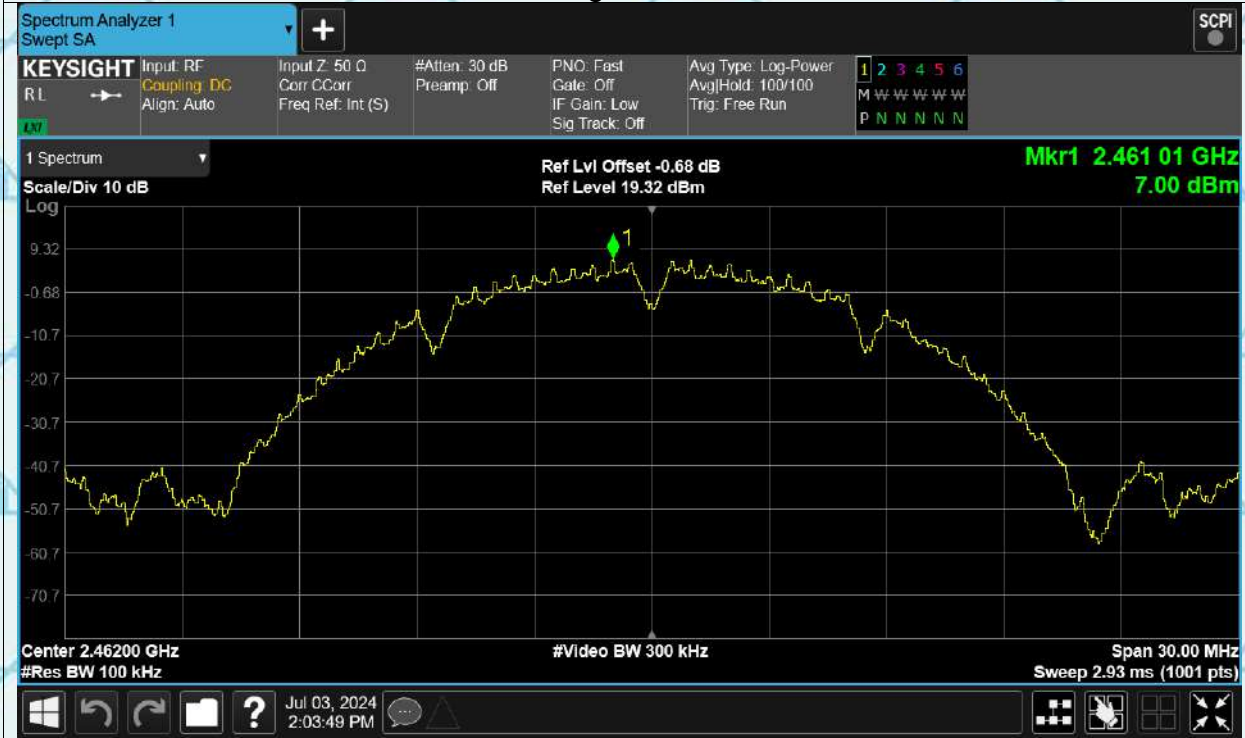 Spectrum Analyzer 1
Swept SA
+
SCPI
KEYSIGHT
RL
LXI
Input: RF
Coupling: DC
Align: Auto
Input Z: 50 Ω
Corr CCorr
Freq Ref: Int (S)
#Atten: 30 dB
Preamp: Off
PNO: Fast
Gate: Off
IF Gain: Low
Sig Track: Off
Avg Type: Log-Power
Avg|Hold: 100/100
Trig: Free Run
1 2 3 4 5 6
M W W W W W
P N N N N N
1 Spectrum
Scale/Div 10 dB
Log
Ref Lvl Offset -0.68 dB
Ref Level 19.32 dBm
Mkr1 2.461 01 GHz
7.00 dBm
1
9.32
-0.68
-10.7
-20.7
-30.7
-40.7
-50.7
-60.7
-70.7
Center 2.46200 GHz
#Res BW 100 kHz
#Video BW 300 kHz
Span 30.00 MHz
Sweep 2.93 ms (1001 pts)
?
Jul 03, 2024
2:03:49 PM